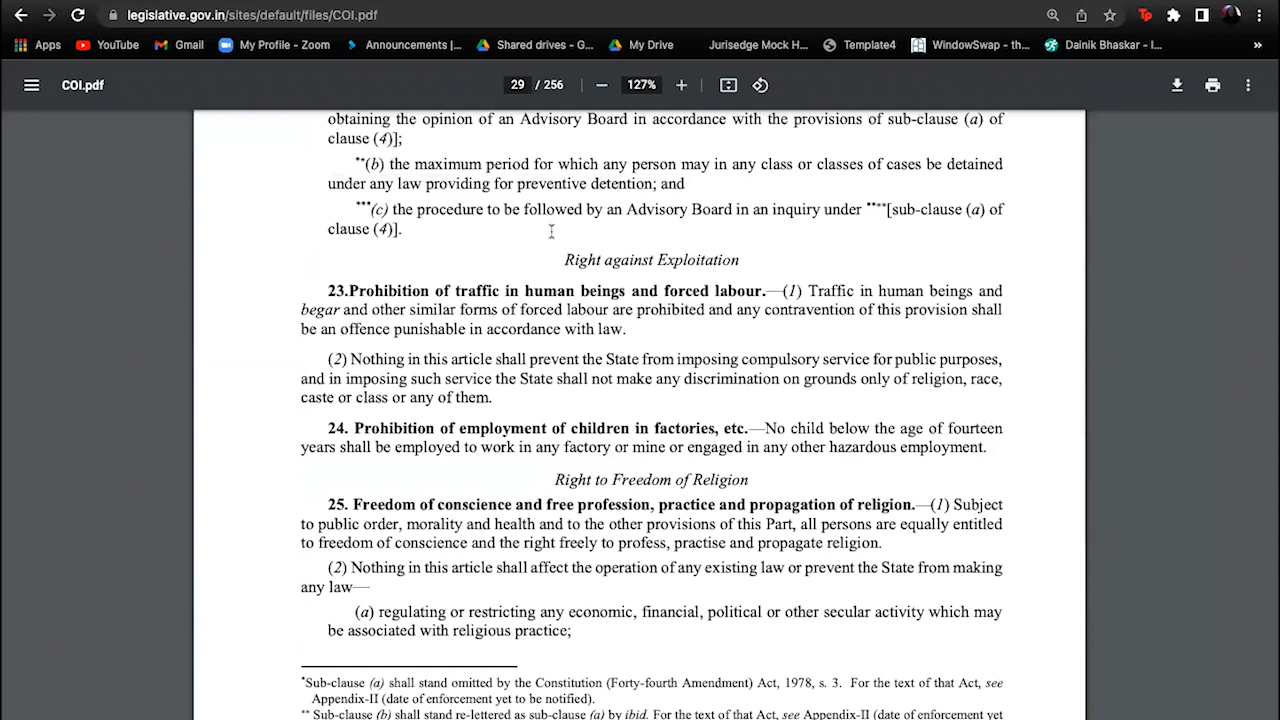 legislative.gov.in/sites/default/files/COI.pdf
Apps YouTube Gmail My Profile - Zoom Announcements |... Shared drives - G... My Drive Jurisedge Mock H... Template4 WindowSwap - th... Dainik Bhaskar - I... »
COI.pdf 29 / 256 127%
obtaining the opinion of an Advisory Board in accordance with the provisions of sub-clause (a) of
clause (4)];
**(b) the maximum period for which any person may in any class or classes of cases be detained
under any law providing for preventive detention; and
***(c) the procedure to be followed by an Advisory Board in an inquiry under ****[sub-clause (a) of
clause (4)].
Right against Exploitation
23.Prohibition of traffic in human beings and forced labour.—(1) Traffic in human beings and
begar and other similar forms of forced labour are prohibited and any contravention of this provision shall
be an offence punishable in accordance with law.
(2) Nothing in this article shall prevent the State from imposing compulsory service for public purposes,
and in imposing such service the State shall not make any discrimination on grounds only of religion, race,
caste or class or any of them.
24. Prohibition of employment of children in factories, etc.—No child below the age of fourteen
years shall be employed to work in any factory or mine or engaged in any other hazardous employment.
Right to Freedom of Religion
25. Freedom of conscience and free profession, practice and propagation of religion.—(1) Subject
to public order, morality and health and to the other provisions of this Part, all persons are equally entitled
to freedom of conscience and the right freely to profess, practise and propagate religion.
(2) Nothing in this article shall affect the operation of any existing law or prevent the State from making
any law—
(a) regulating or restricting any economic, financial, political or other secular activity which may
be associated with religious practice;
*Sub-clause (a) shall stand omitted by the Constitution (Forty-fourth Amendment) Act, 1978, s. 3. For the text of that Act, see
Appendix-II (date of enforcement yet to be notified).
** Sub-clause (b) shall stand re-lettered as sub-clause (a) by ibid. For the text of that Act, see Appendix-II (date of enforcement yet